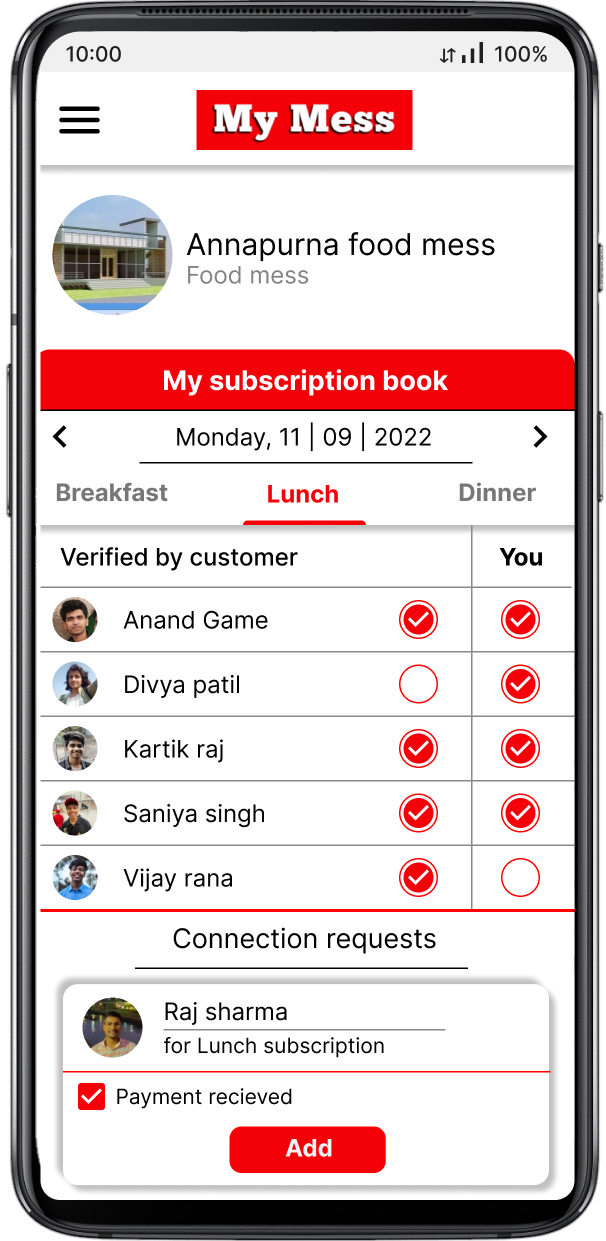 10:00 100%
My Mess
Annapurna food mess
Food mess
My subscription book
Monday, 11 | 09 | 2022
Breakfast Lunch Dinner
Verified by customer You
Anand Game
Divya patil
Kartik raj
Saniya singh
Vijay rana
Connection requests
Raj sharma
for Lunch subscription
Payment recieved
Add